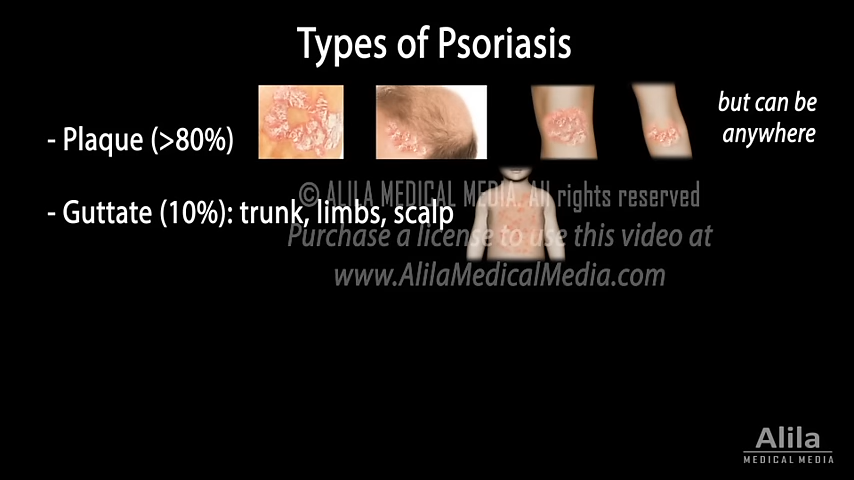 Types of Psoriasis
- Plaque (>80%)
but can be
anywhere
- Guttate (10%): trunk, limbs, scalp
© ALILA MEDICAL MEDIA. All rights reserved
Purchase a license to use this video at
www.AlilaMedicalMedia.com
Alila
MEDICAL MEDIA